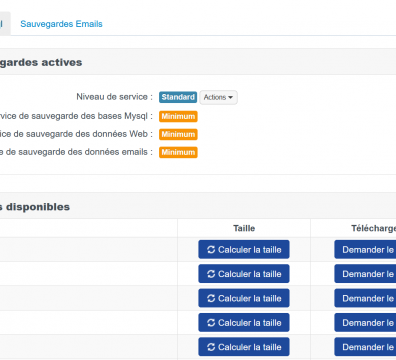 l Sauvegardes Emails
gardes actives
Niveau de service : Standard Actions
rvice de sauvegarde des bases Mysql : Minimum
ice de sauvegarde des données Web : Minimum
e de sauvegarde des données emails : Minimum
s disponibles
Taille Télécharge
Calculer la taille Demander le
Calculer la taille Demander le
Calculer la taille Demander le
Calculer la taille Demander le
Calculer la taille Demander le